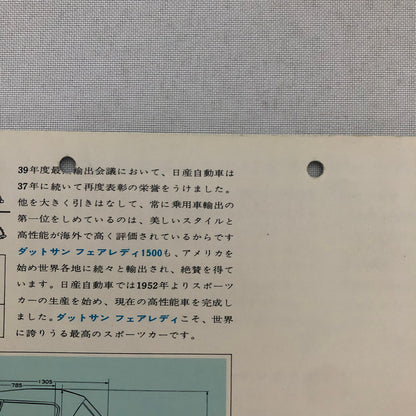 39年度最高輸出会議において、日産自動車は
37年に続いて再度表彰の栄誉をうけました。
他を大きく引きはなして、常に乗用車輸出の
第一位をしめているのは、美しいスタイルと
高性能が海外で高く評価されているからです
ダットサン フェアレディ1500も、アメリカを
始め世界各地に続々と輸出され、絶賛を得て
います。日産自動車では1952年よりスポーツ
カーの生産を始め、現在の高性能車を完成し
ました。ダットサン フェアレディこそ、世界
に誇りうる最高のスポーツカーです。
785
1305